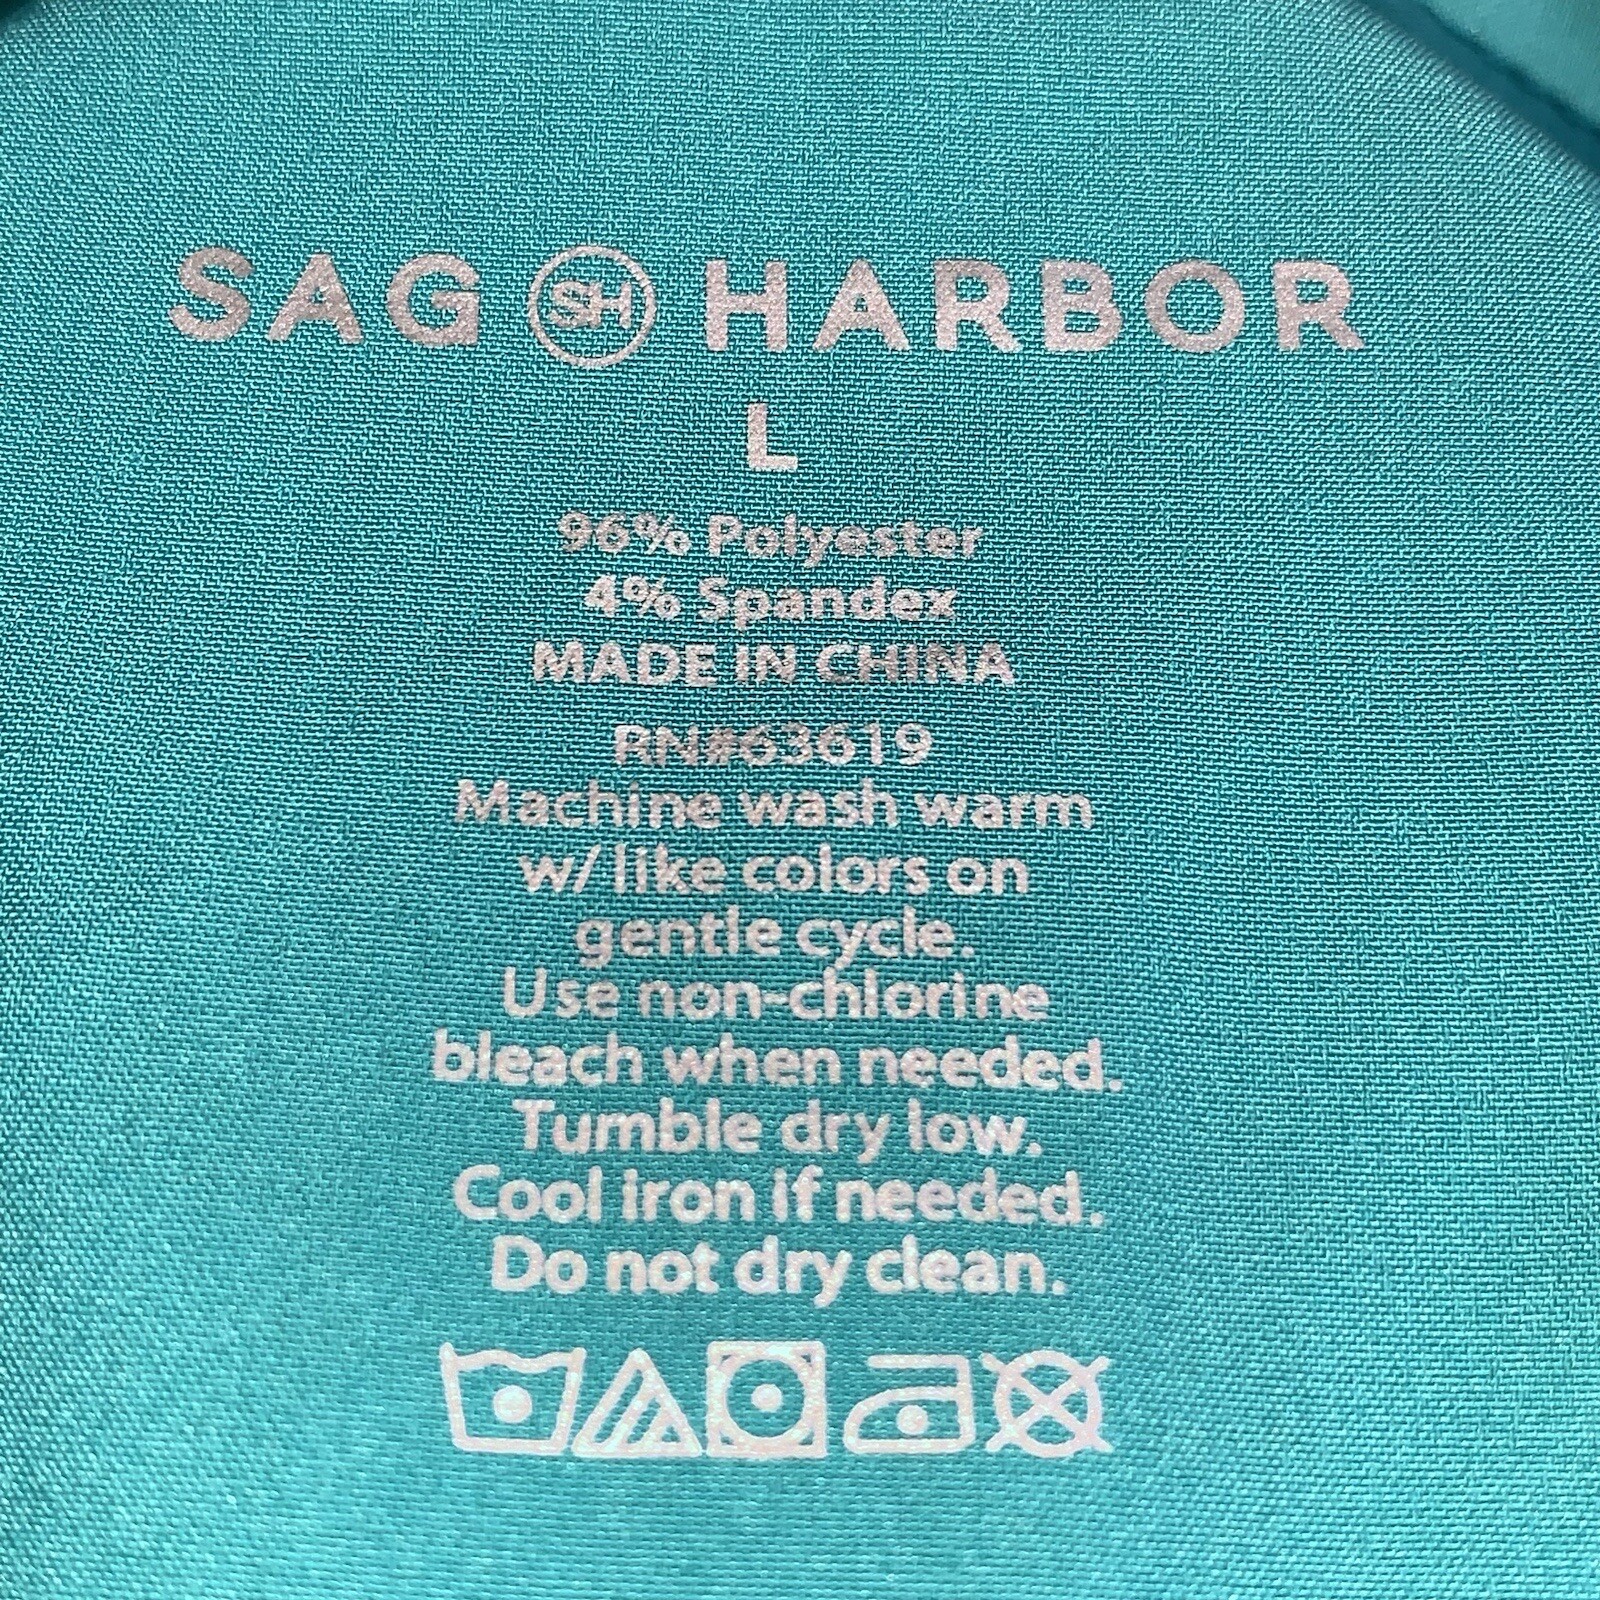 SAG SH HARBOR
L
96% Polyester
4% Spandex
MADE IN CHINA
RN#63619
Machine wash warm
w/ like colors on
gentle cycle.
Use non-chlorine
bleach when needed.
Tumble dry low.
Cool iron if needed.
Do not dry clean.